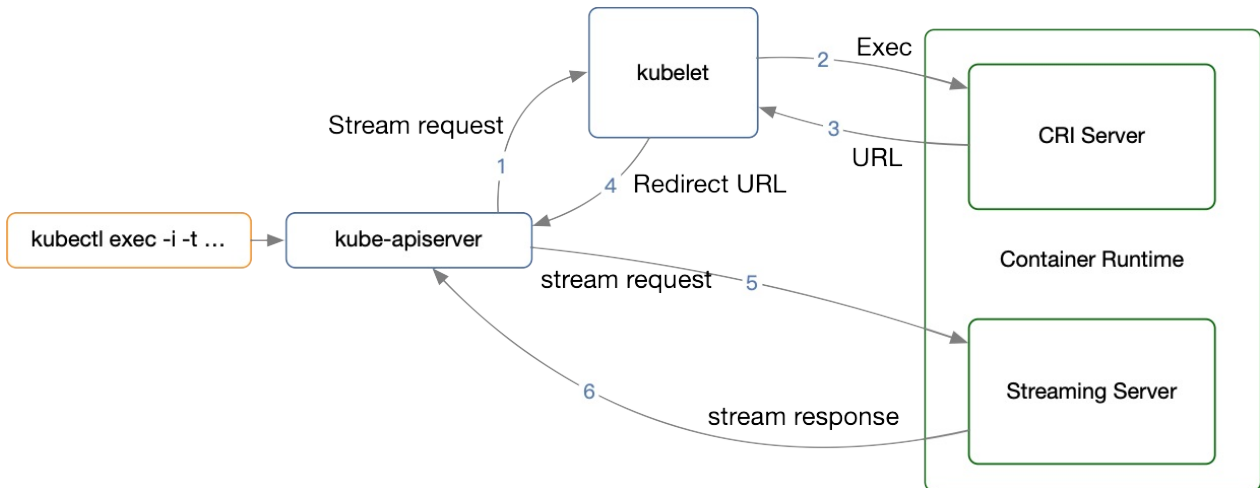 kubelet
2
Exec
CRI Server
3
URL
Stream request
1
4
Redirect URL
kubectl exec -i -t ...
kube-apiserver
stream request
5
Container Runtime
Streaming Server
6
stream response